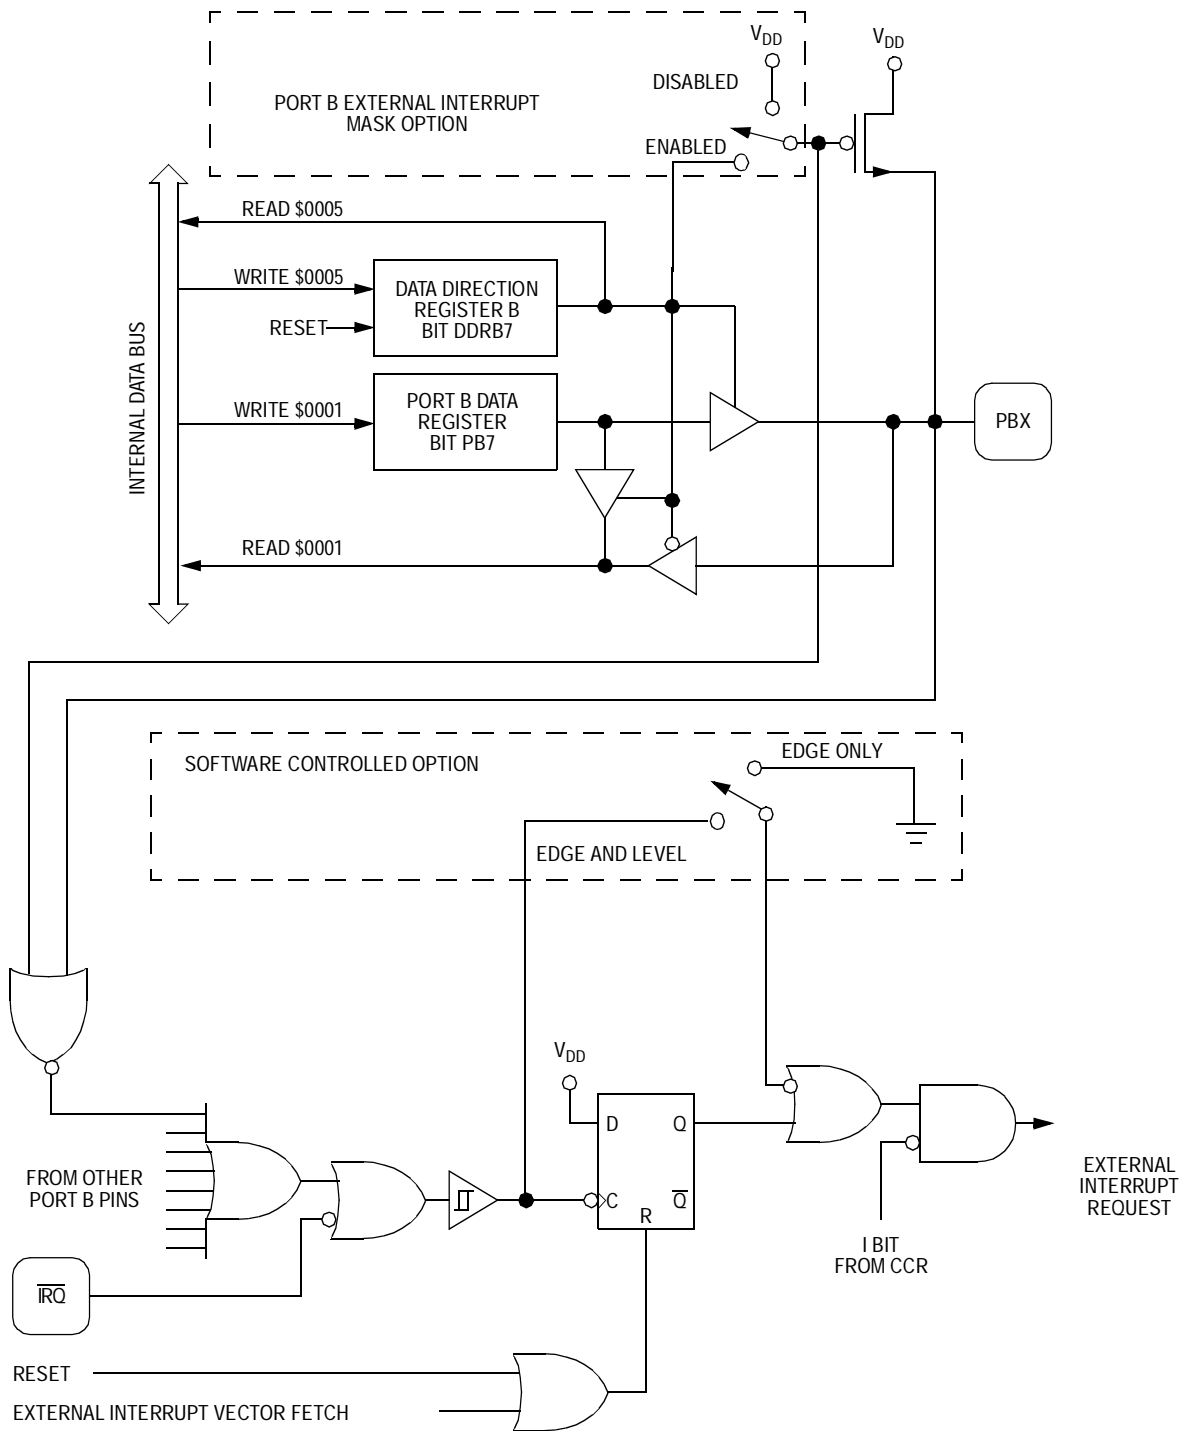 VDD
VDD
DISABLED
PORT B EXTERNAL INTERRUPT
MASK OPTION
ENABLED
READ $0005
WRITE $0005
DATA DIRECTION
REGISTER B
BIT DDRB7
RESET
INTERNAL DATA BUS
WRITE $0001
PORT B DATA
REGISTER
BIT PB7
PBX
READ $0001
EDGE ONLY
SOFTWARE CONTROLLED OPTION
EDGE AND LEVEL
VDD
D
Q
FROM OTHER
PORT B PINS
C
Q̅
R
EXTERNAL
INTERRUPT
REQUEST
I BIT
FROM CCR
I̅R̅Q̅
RESET
EXTERNAL INTERRUPT VECTOR FETCH